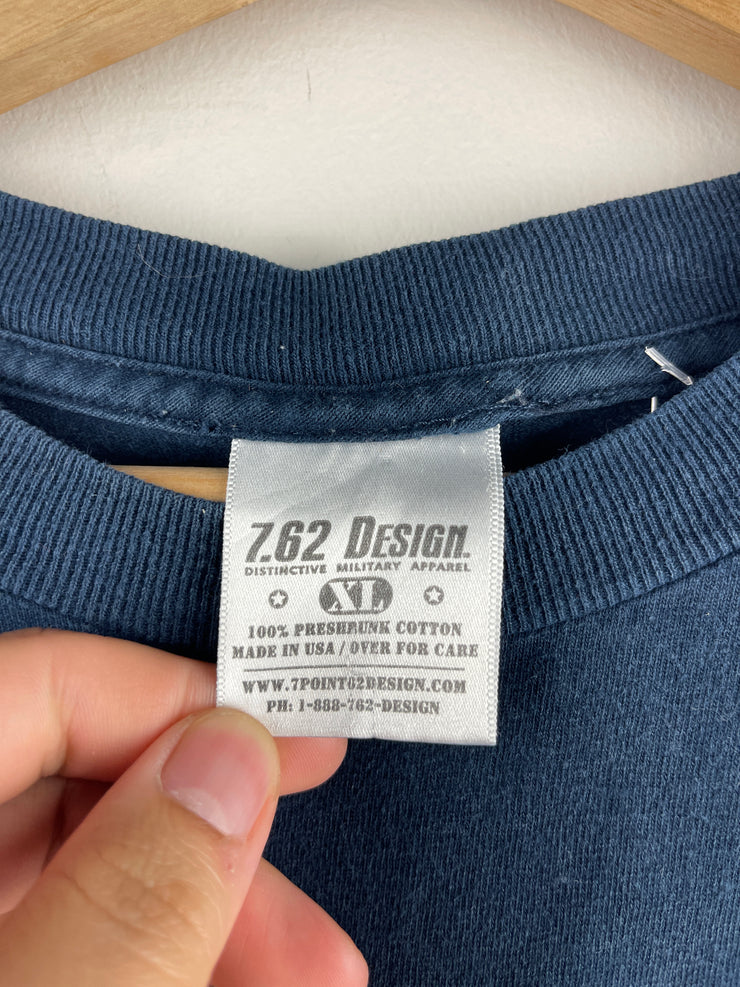 7.62 DESIGN.
DISTINCTIVE MILITARY APPAREL
XL
100% PRESHRUNK COTTON
MADE IN USA / OVER FOR CARE
WWW.7POINT62DESIGN.COM
PH: 1-888-762-DESIGN